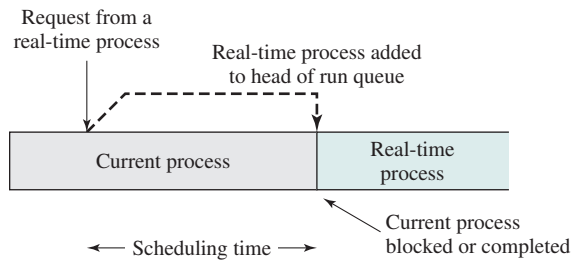 Request from a
real-time process
Real-time process added
to head of run queue
Current process
Real-time
process
Current process
blocked or completed
Scheduling time